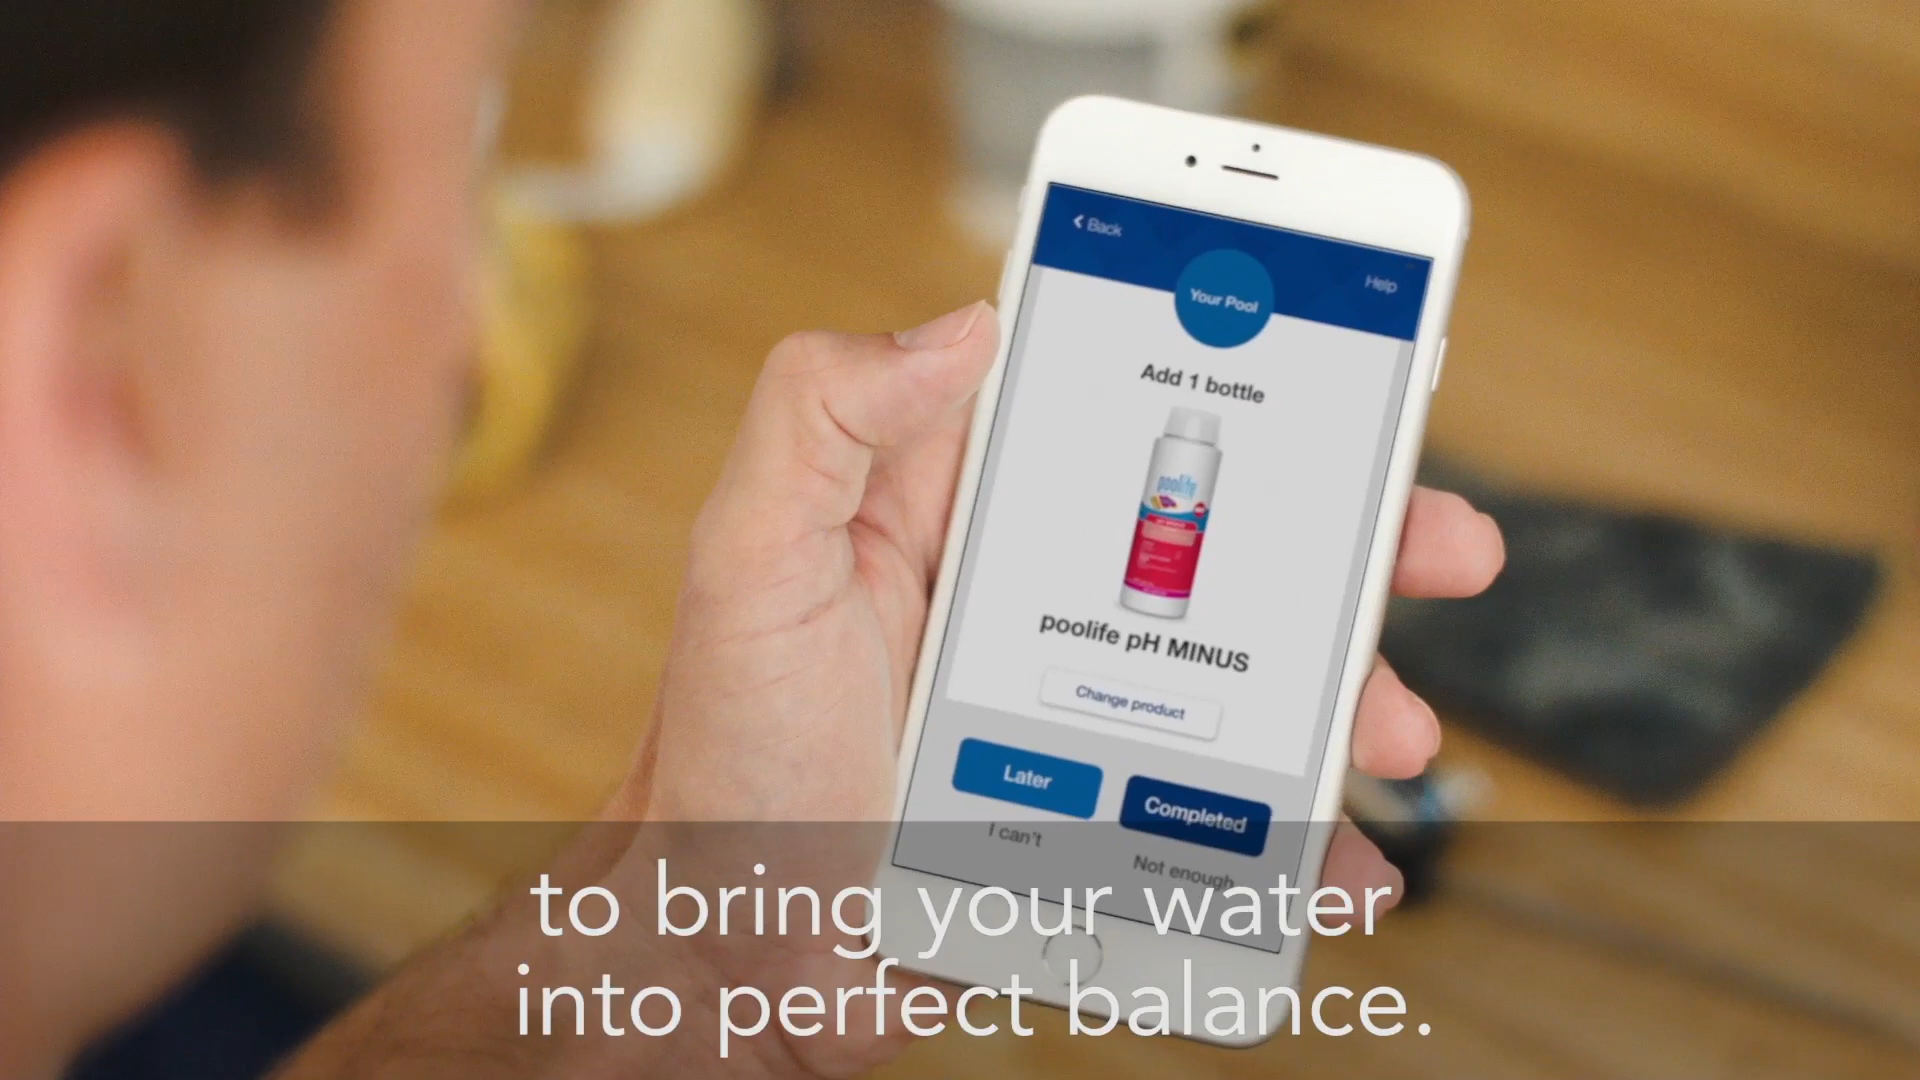 Back
Help
Your Pool
Add 1 bottle
poolife
poolife pH MINUS
Change product
Later
Completed
I can't
Not enough
to bring your water
into perfect balance.